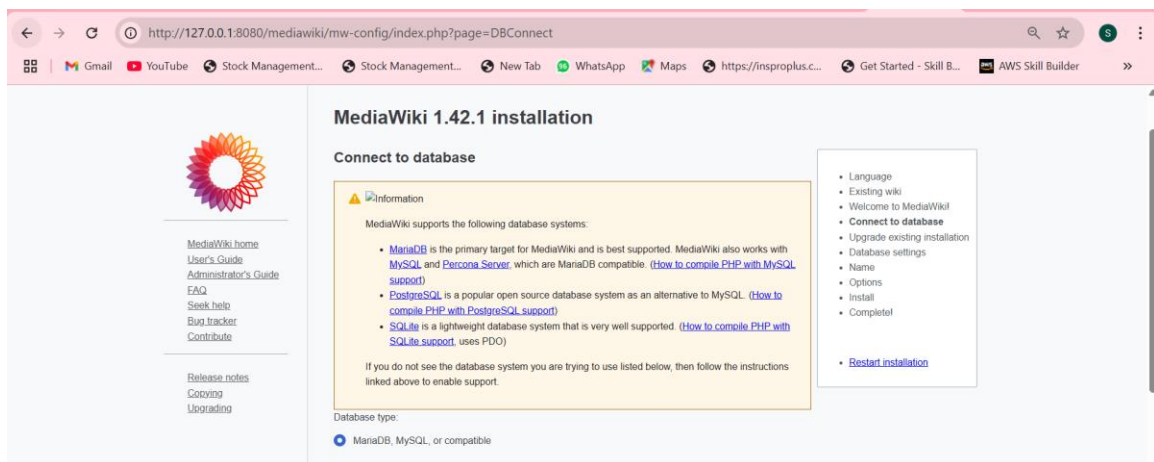 http://127.0.0.1:8080/mediawiki/mw-config/index.php?page=DBConnect
S
Gmail
YouTube
Stock Management...
Stock Management...
New Tab
WhatsApp
Maps
https://insproplus.c...
Get Started - Skill B...
aws
AWS Skill Builder
»
MediaWiki 1.42.1 installation
Connect to database
Information
MediaWiki supports the following database systems:
• MariaDB is the primary target for MediaWiki and is best supported. MediaWiki also works with
MySQL and Percona Server, which are MariaDB compatible. (How to compile PHP with MySQL
support)
• PostgreSQL is a popular open source database system as an alternative to MySQL. (How to
compile PHP with PostgreSQL support)
• SQLite is a lightweight database system that is very well supported. (How to compile PHP with
SQLite support, uses PDO)
If you do not see the database system you are trying to use listed below, then follow the instructions
linked above to enable support.
Database type:
MariaDB, MySQL, or compatible
MediaWiki home
User's Guide
Administrator's Guide
FAQ
Seek help
Bug tracker
Contribute
Release notes
Copying
Upgrading
• Language
• Existing wiki
• Welcome to MediaWiki!
• Connect to database
• Upgrade existing installation
• Database settings
• Name
• Options
• Install
• Complete!
• Restart installation